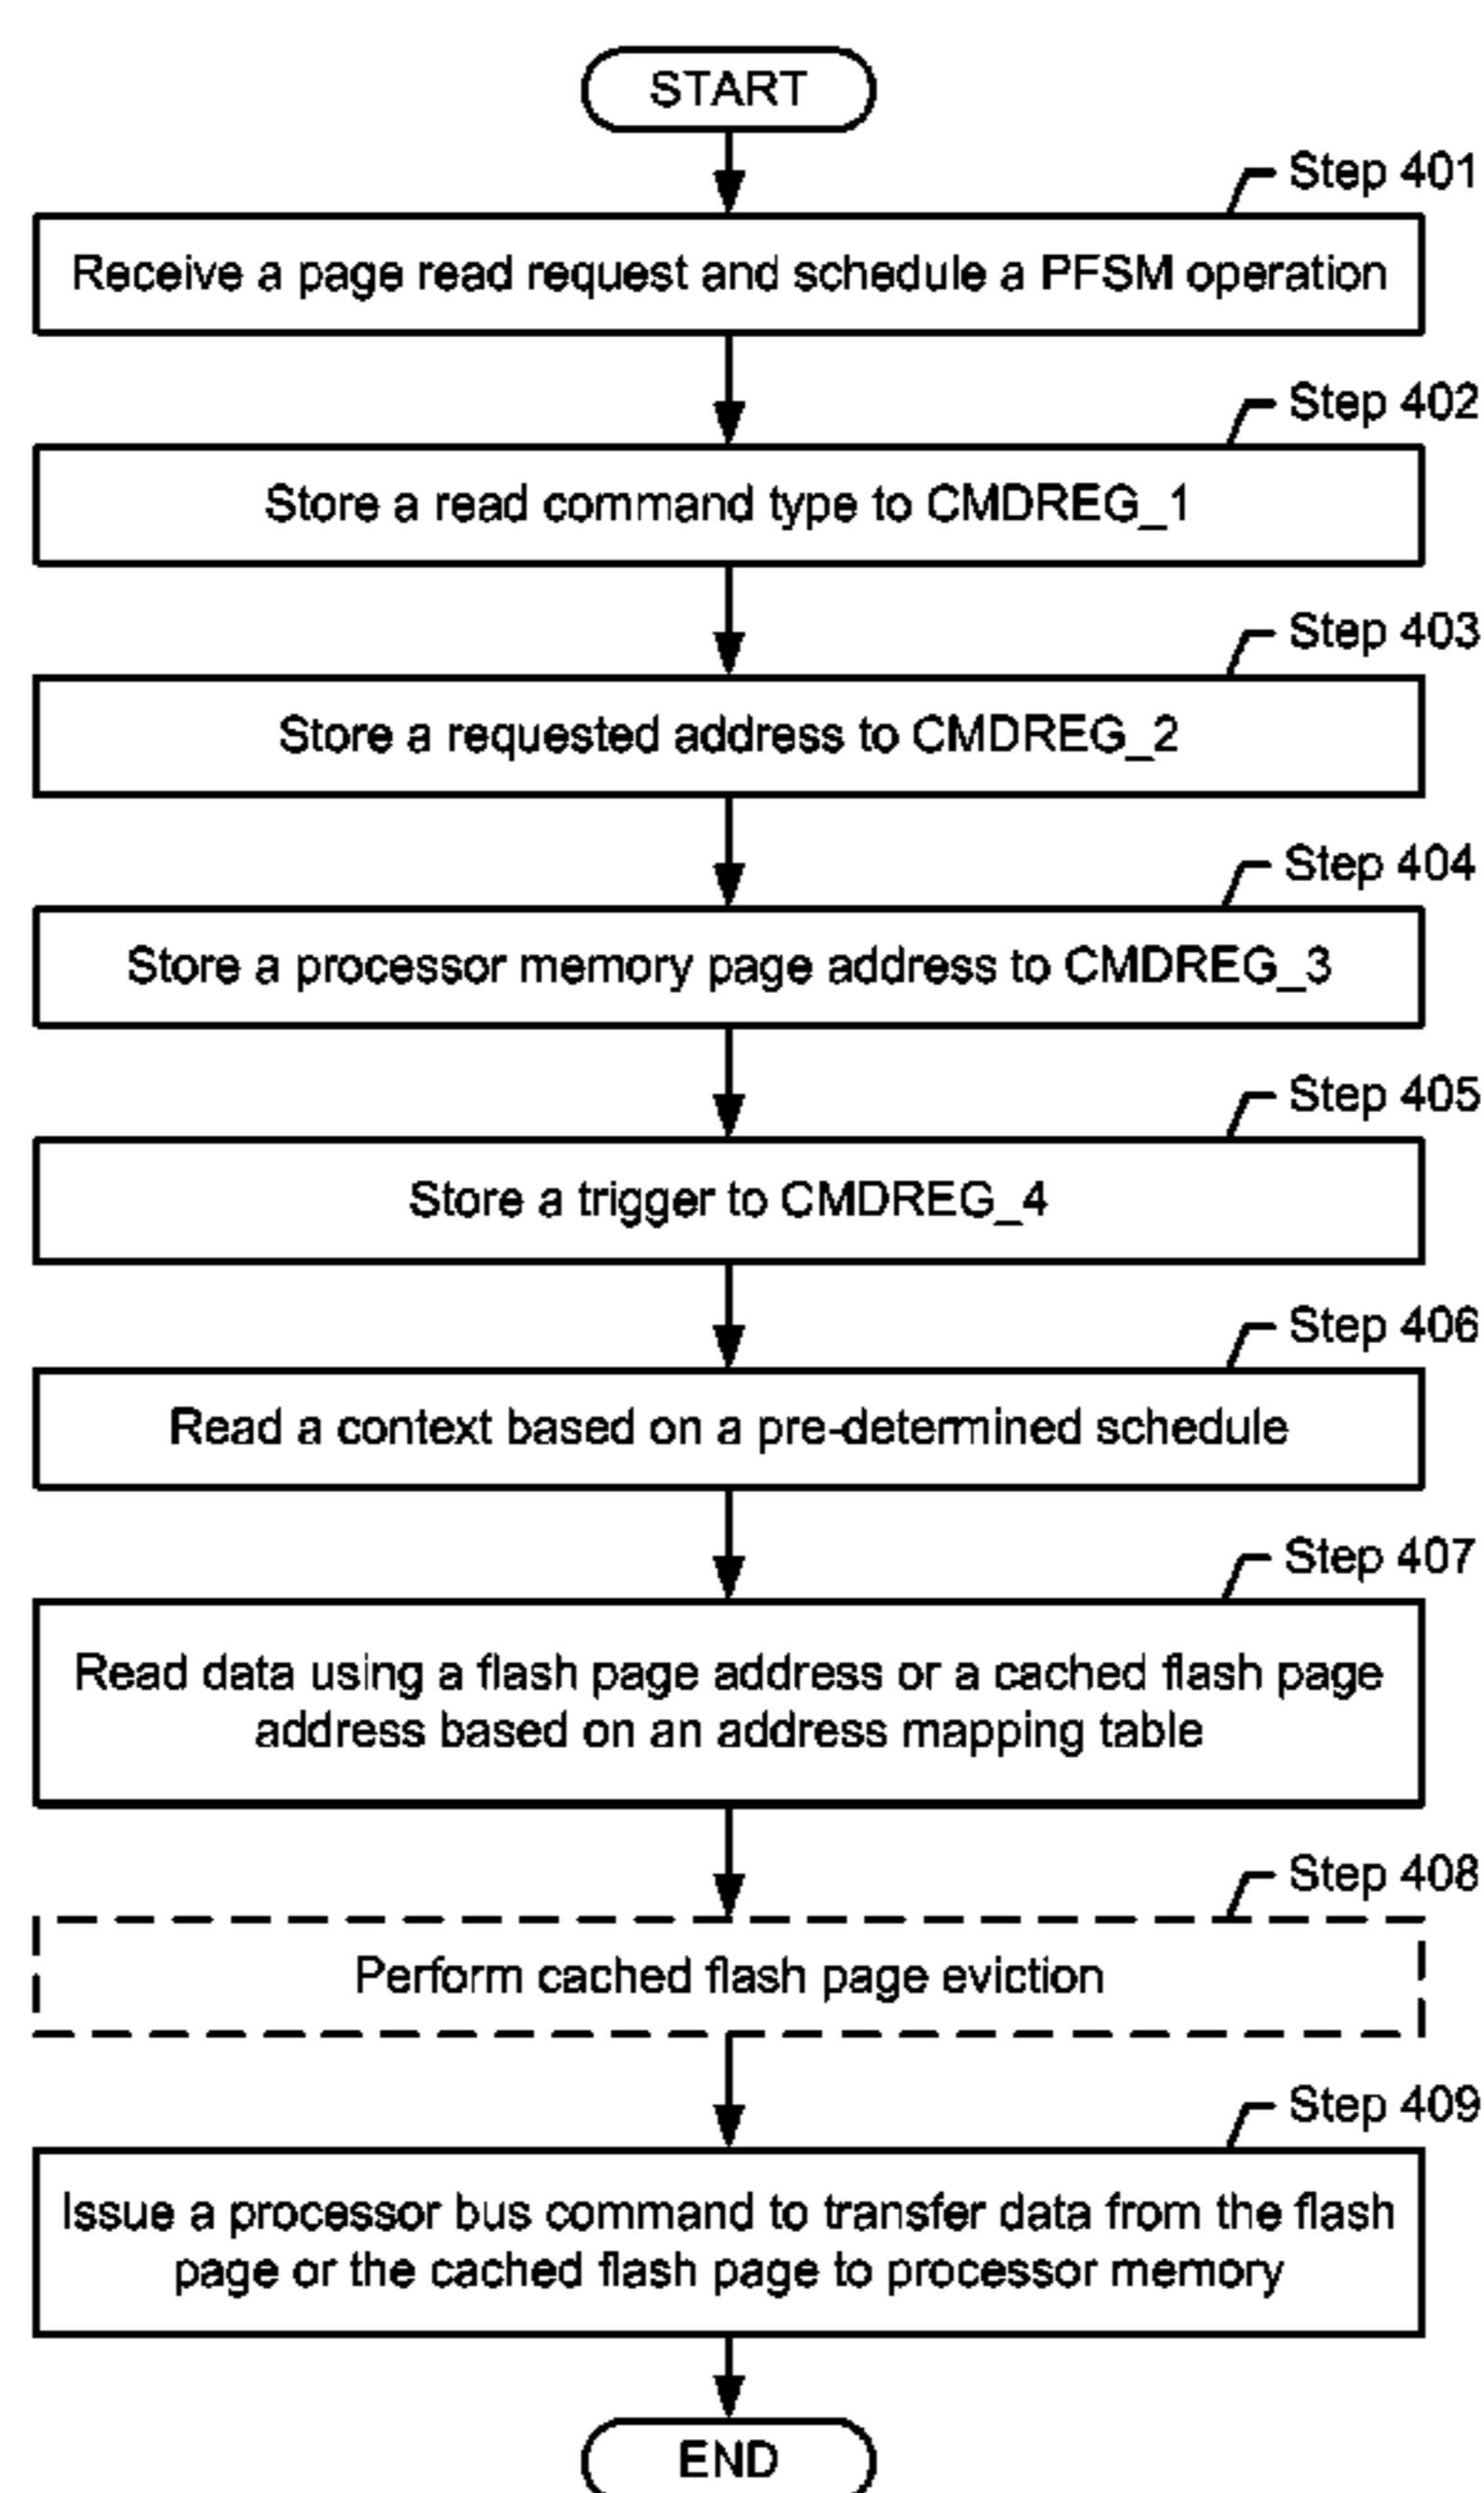 START
Step 401
Receive a page read request and schedule a PFSM operation
Step 402
Store a read command type to CMDREG_1
Step 403
Store a requested address to CMDREG_2
Step 404
Store a processor memory page address to CMDREG_3
Step 405
Store a trigger to CMDREG_4
Step 406
Read a context based on a pre-determined schedule
Step 407
Read data using a flash page address or a cached flash page
address based on an address mapping table
Step 408
Perform cached flash page eviction
Step 409
Issue a processor bus command to transfer data from the flash
page or the cached flash page to processor memory
END